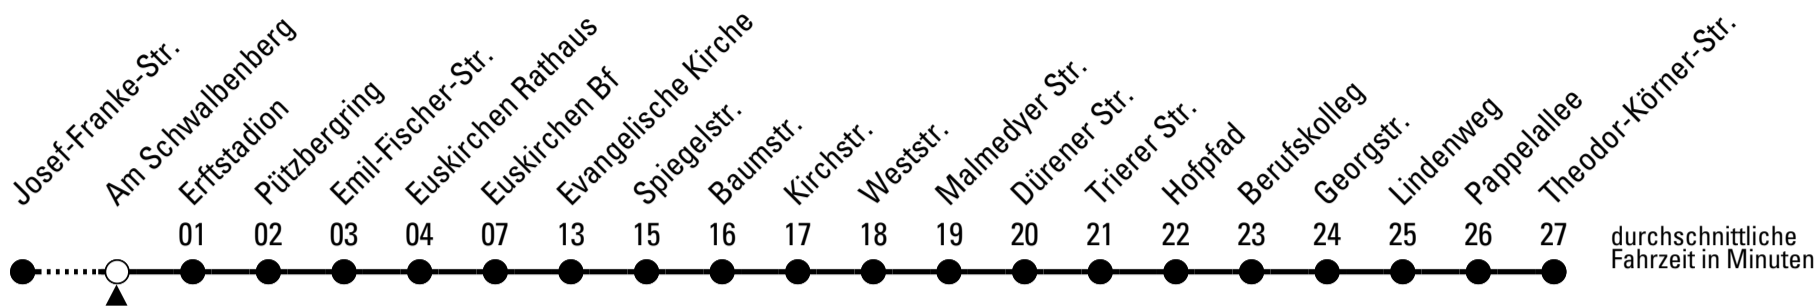 Josef-Franke-Str.
Am Schwalbenberg
Erftstadion
Pützbergring
Emil-Fischer-Str.
Euskirchen Rathaus
Euskirchen Bf
Evangelische Kirche
Spiegelstr.
Baumstr.
Kirchstr.
Weststr.
Malmedyer Str.
Dürener Str.
Trierer Str.
Hofpfad
Berufskolleg
Georgstr.
Lindenweg
Pappelallee
Theodor-Körner-Str.
01 02 03 04 07 13 15 16 17 18 19 20 21 22 23 24 25 26 27
durchschnittliche
Fahrzeit in Minuten